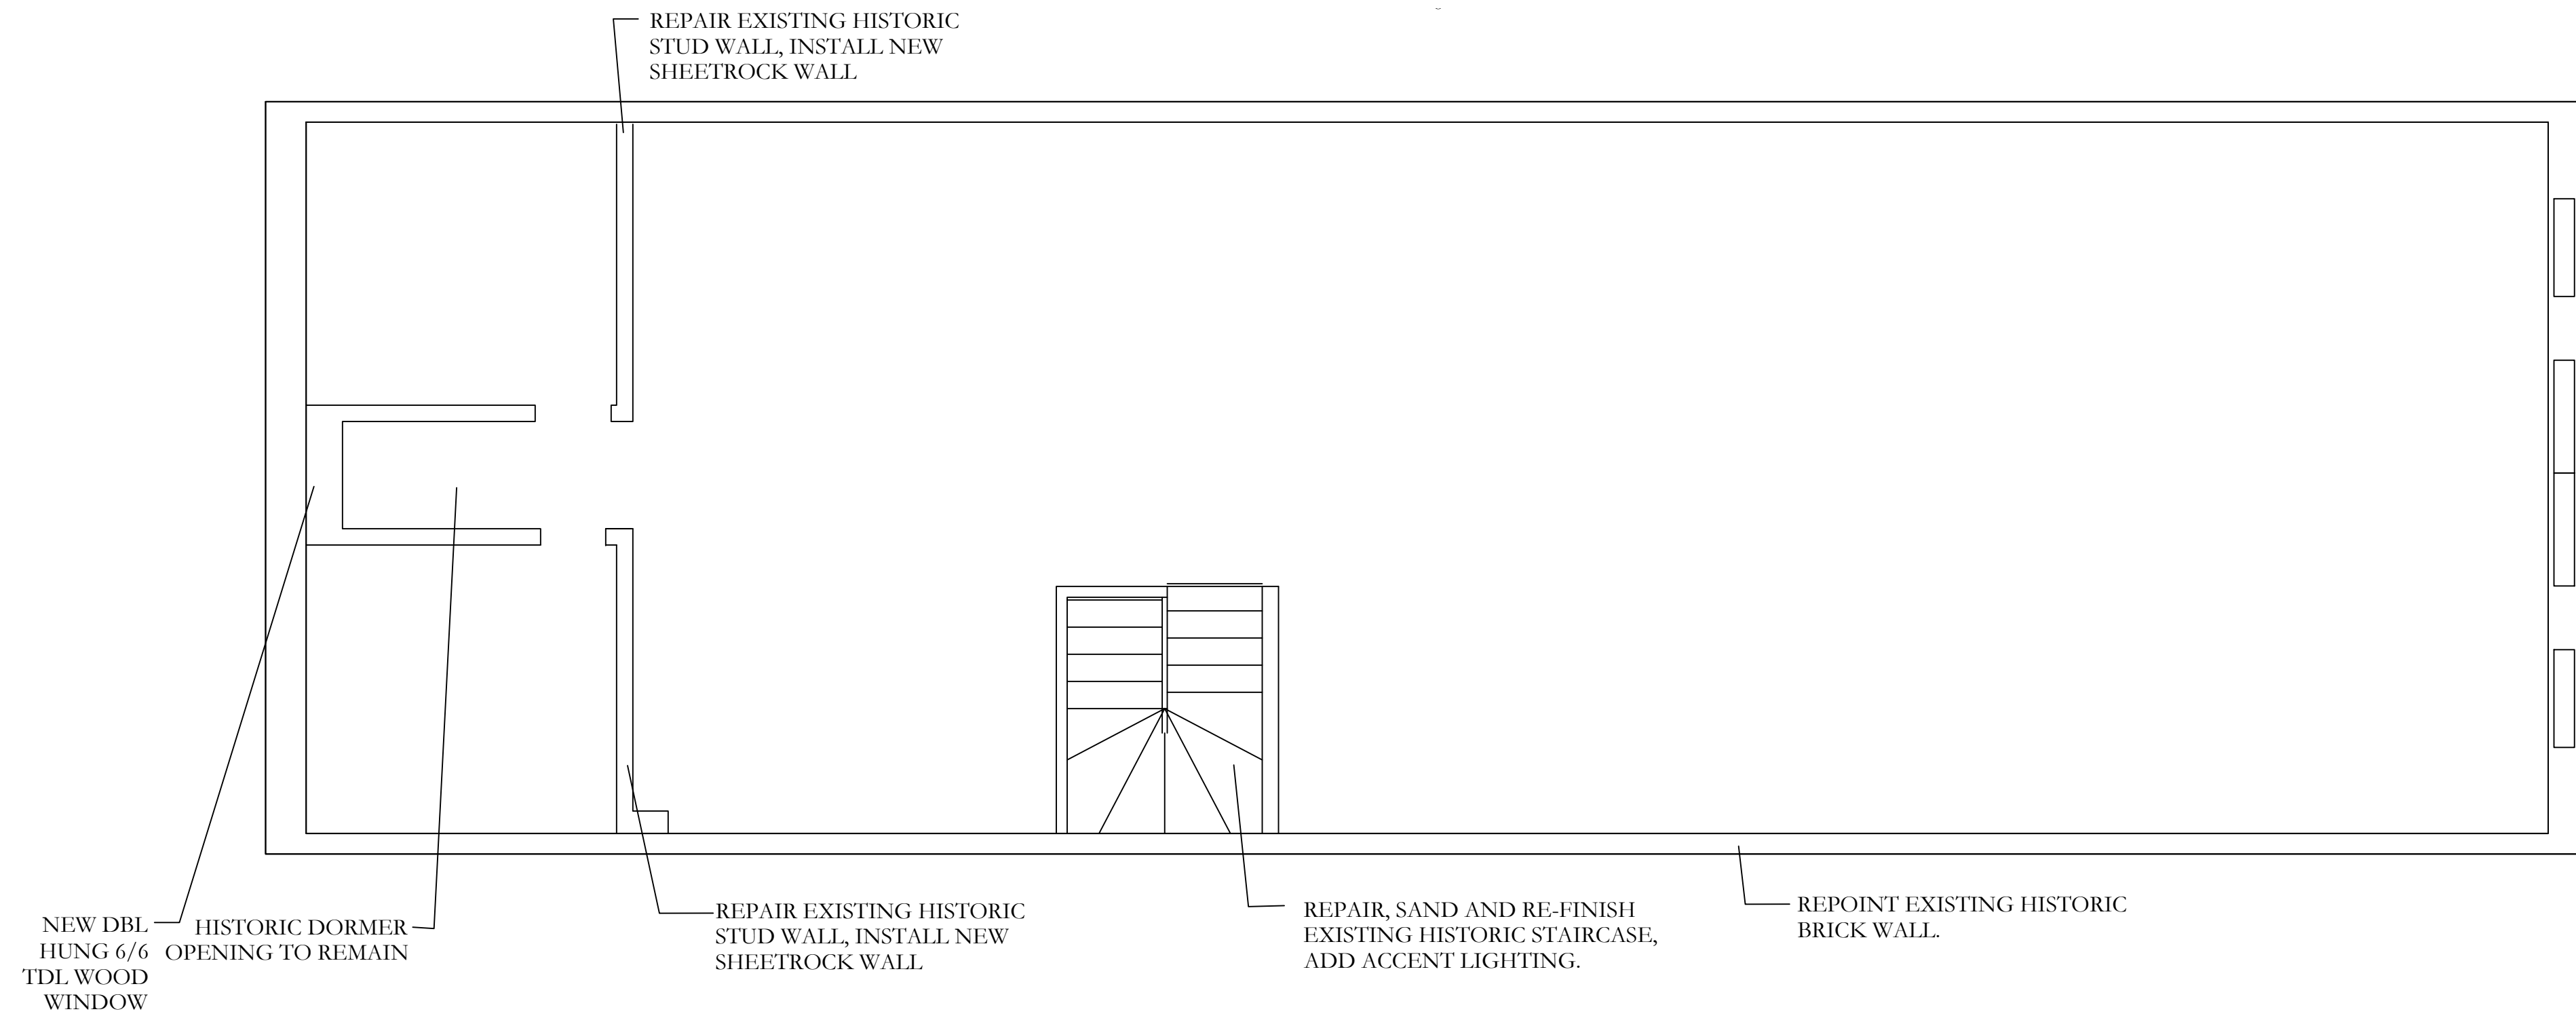 REPAIR EXISTING HISTORIC
STUD WALL, INSTALL NEW
SHEETROCK WALL
NEW DBL
HUNG 6/6
TDL WOOD
WINDOW
HISTORIC DORMER
OPENING TO REMAIN
REPAIR EXISTING HISTORIC
STUD WALL, INSTALL NEW
SHEETROCK WALL
REPAIR, SAND AND RE-FINISH
EXISTING HISTORIC STAIRCASE,
ADD ACCENT LIGHTING.
REPOINT EXISTING HISTORIC
BRICK WALL.